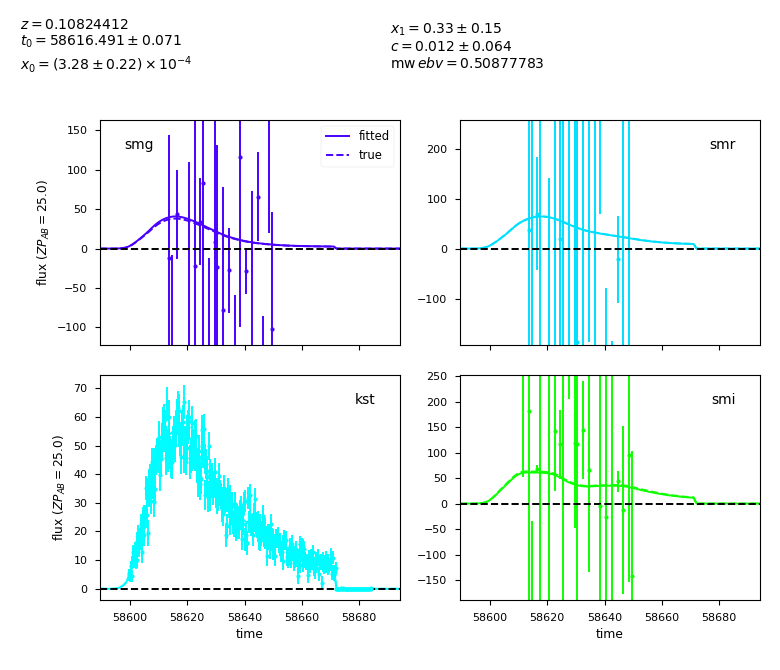 z = 0.10824412
t₀ = 58616.491 ± 0.071
x₀ = (3.28 ± 0.22) × 10⁻⁴
x₁ = 0.33 ± 0.15
c = 0.012 ± 0.064
mw ebv = 0.50877783
smg
fitted
true
150
100
50
0
−50
−100
flux (ZP_AB = 25.0)
smr
200
100
0
−100
kst
70
60
50
40
30
20
10
0
flux (ZP_AB = 25.0)
58600 58620 58640 58660 58680
time
smi
250
200
150
100
50
0
−50
−100
−150
58600 58620 58640 58660 58680
time